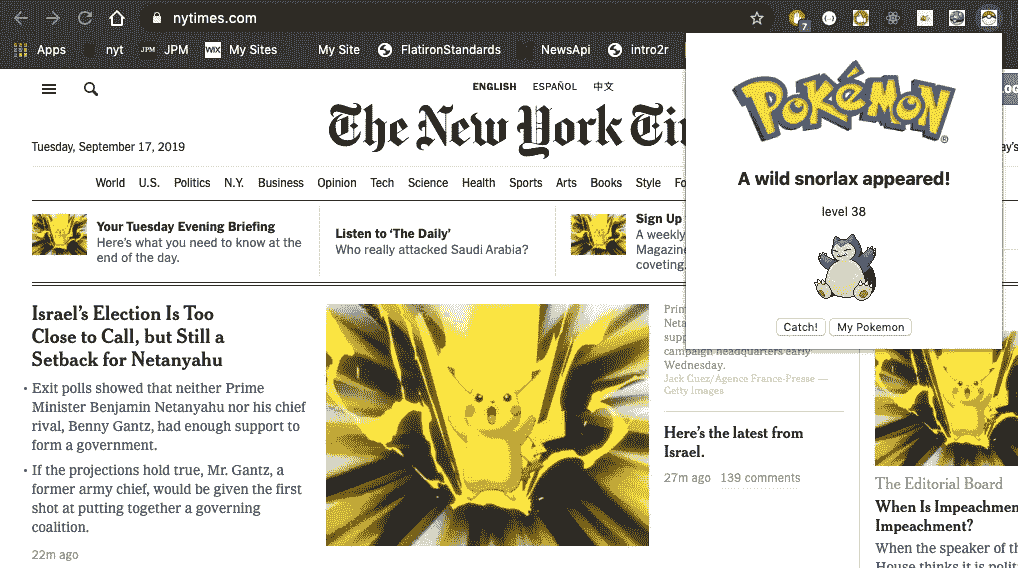 nytimes.com
7
Apps
nyt
JPM JPM
WIX My Sites
My Site
FlatironStandards
NewsApi
intro2r
ENGLISH ESPAÑOL 中文
The New York Ti
Tuesday, September 17, 2019
World U.S. Politics N.Y. Business Opinion Tech Science Health Sports Arts Books Style Fo
Your Tuesday Evening Briefing
Here's what you need to know at the
end of the day.
Listen to 'The Daily'
Who really attacked Saudi Arabia?
Sign Up
A weekly
Magazine
coveting.
POKéMON®
A wild snorlax appeared!
level 38
Catch! My Pokemon
Israel's Election Is Too
Close to Call, but Still a
Setback for Netanyahu
• Exit polls showed that neither Prime
Minister Benjamin Netanyahu nor his chief
rival, Benny Gantz, had enough support to
form a government.
• If the projections hold true, Mr. Gantz, a
former army chief, would be given the first
shot at putting together a governing
coalition.
22m ago
campaign headquarters early
Wednesday.
Jack Guez/Agence France-Presse —
Getty Images
Here's the latest from
Israel.
27m ago 139 comments
The Editorial Board
When Is Impeachmen
Impeachment?
When the speaker of th
House thinks it is polit